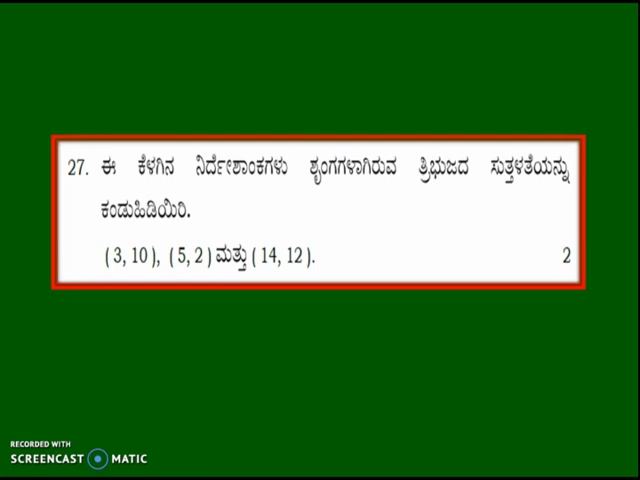 27. ಈ ಕೆಳಗಿನ ನಿರ್ದೇಶಾಂಕಗಳು ಶೃಂಗಗಳಾಗಿರುವ ತ್ರಿಭುಜದ ಸುತ್ತಳತೆಯನ್ನು
ಕಂಡುಹಿಡಿಯಿರಿ.
( 3, 10 ), ( 5, 2 ) ಮತ್ತು ( 14, 12 ). 2
RECORDED WITH
SCREENCAST MATIC